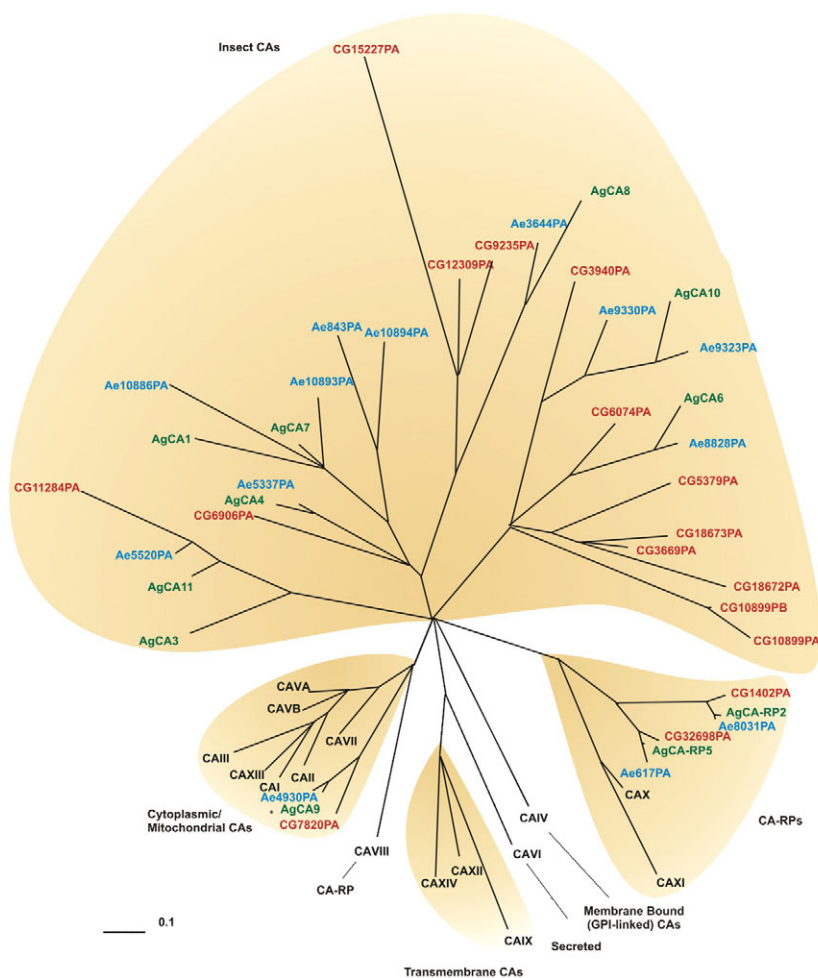 Insect CAs
CG15227PA
AgCA8
Ae3644PA
CG9235PA
CG12309PA
CG3940PA
AgCA10
Ae9330PA
Ae843PA
Ae10894PA
Ae9323PA
Ae10893PA
Ae10886PA
AgCA6
CG6074PA
AgCA7
AgCA1
Ae8828PA
CG5379PA
Ae5337PA
CG11284PA
AgCA4
CG6906PA
CG18673PA
CG3669PA
Ae5520PA
AgCA11
CG18672PA
CG10899PB
AgCA3
CG10899PA
CAVA
CAVB
CG1402PA
AgCA-RP2
Ae8031PA
CG32698PA
AgCA-RP5
CAVII
CAIII
CAXIII
CAII
CAI
Ae617PA
CAX
Ae4930PA
AgCA9
CG7820PA
Cytoplasmic/
Mitochondrial CAs
CAIV
CA-RPs
CAVIII
CAVI
CAXII
CAXIV
CAXI
CA-RP
Membrane Bound
(GPI-linked) CAs
0.1
CAIX
Secreted
Transmembrane CAs